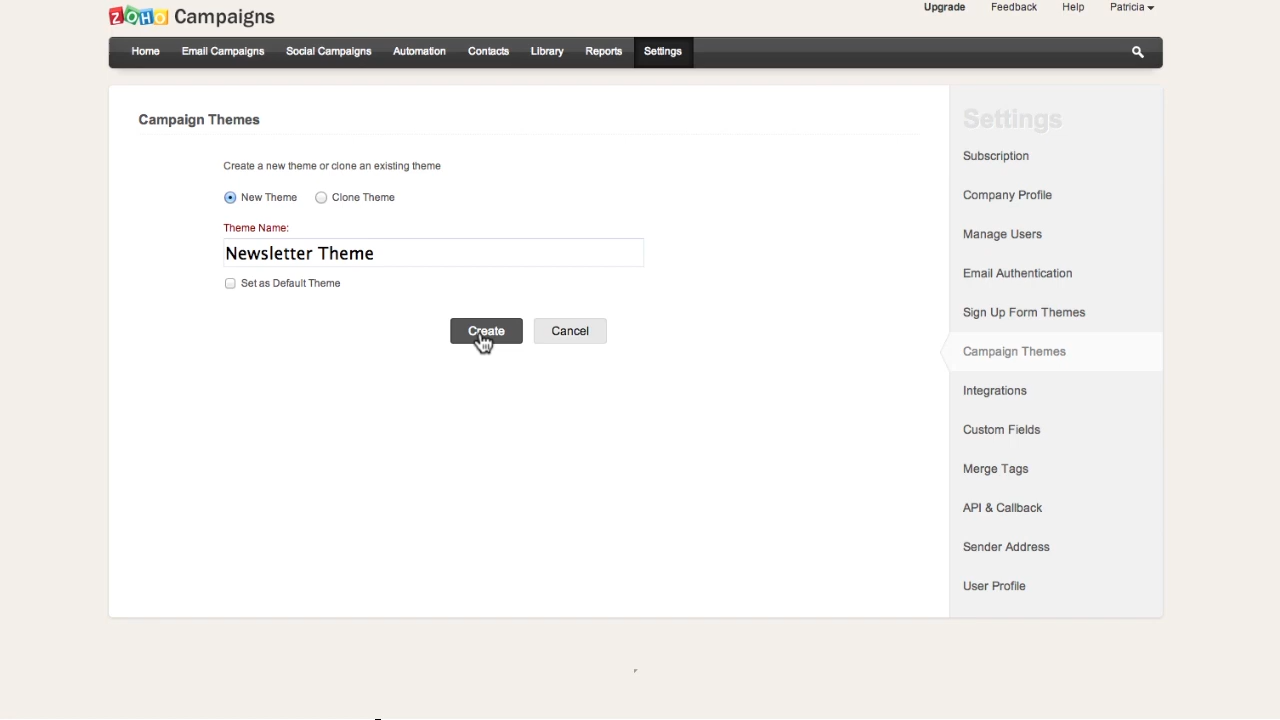 ZOHO Campaigns
Upgrade Feedback Help Patricia
Home Email Campaigns Social Campaigns Automation Contacts Library Reports Settings
Campaign Themes
Create a new theme or clone an existing theme
New Theme Clone Theme
Theme Name:
Newsletter Theme
Set as Default Theme
Create Cancel
Settings
Subscription
Company Profile
Manage Users
Email Authentication
Sign Up Form Themes
Campaign Themes
Integrations
Custom Fields
Merge Tags
API & Callback
Sender Address
User Profile